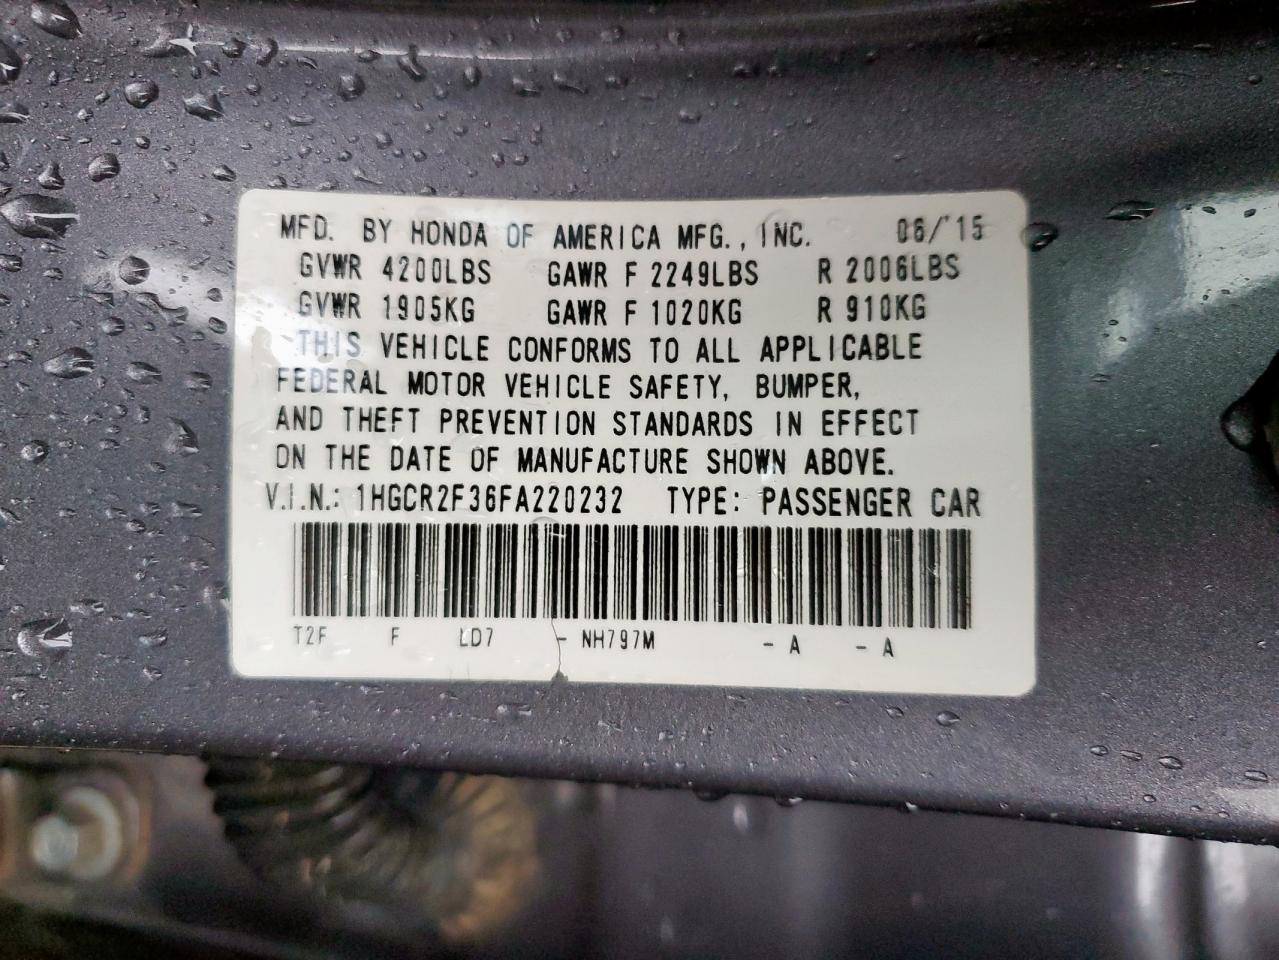 MFD. BY HONDA OF AMERICA MFG., INC. 06/'15
GVWR 4200LBS GAWR F 2249LBS R 2006LBS
GVWR 1905KG GAWR F 1020KG R 910KG
THIS VEHICLE CONFORMS TO ALL APPLICABLE
FEDERAL MOTOR VEHICLE SAFETY, BUMPER,
AND THEFT PREVENTION STANDARDS IN EFFECT
ON THE DATE OF MANUFACTURE SHOWN ABOVE.
V.I.N.: 1HGCR2F36FA220232 TYPE: PASSENGER CAR
T2F F LD7 - NH797M - A - A